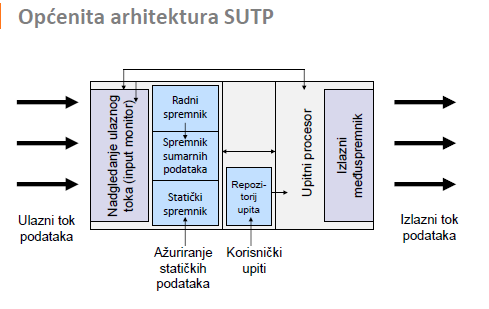 Općenita arhitektura SUTP
Nadgledanje ulaznog
toka (input monitor)
Radni
spremnik
Spremnik
sumarnih
podataka
Statički
spremnik
Repozi-
torij
upita
Upitni procesor
Izlazni
međuspremnik
Ulazni tok
podataka
Izlazni tok
podataka
Ažuriranje
statičkih
podataka
Korisnički
upiti